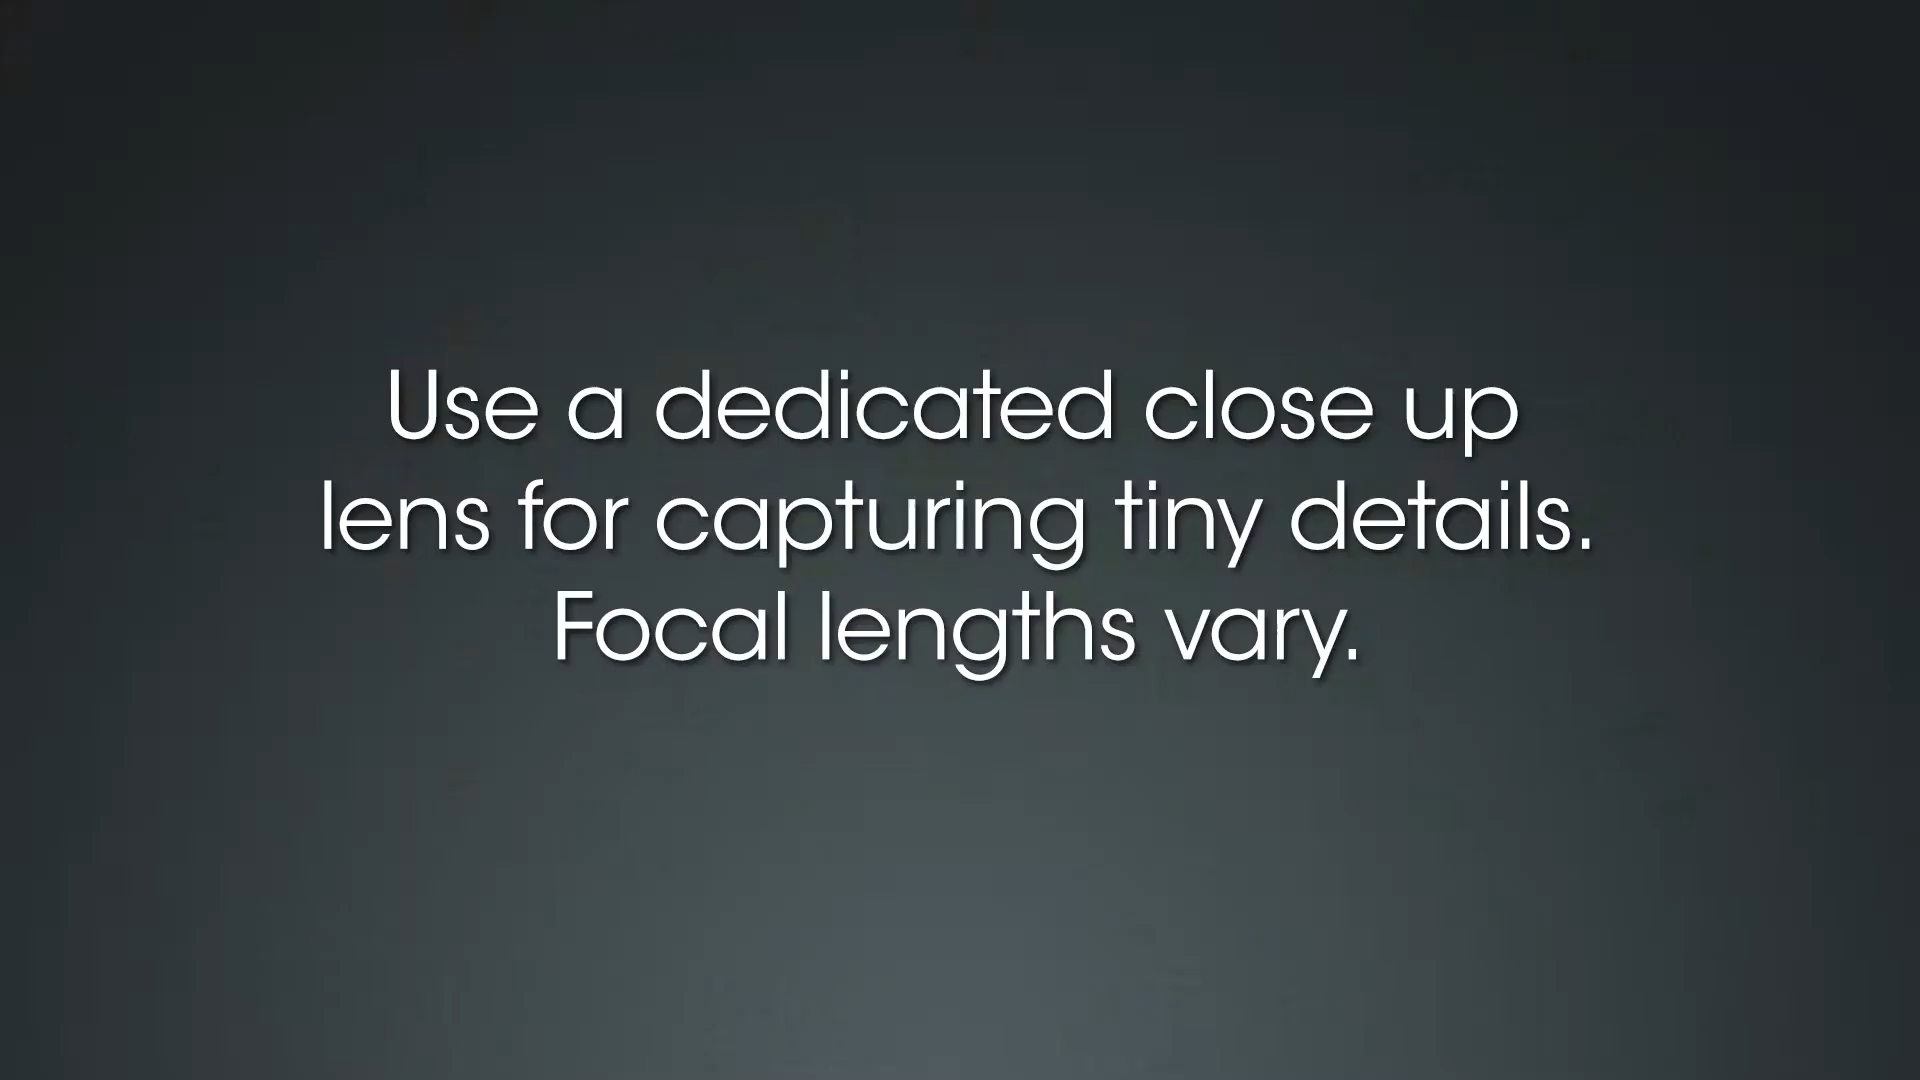 Use a dedicated close up
lens for capturing tiny details.
Focal lengths vary.